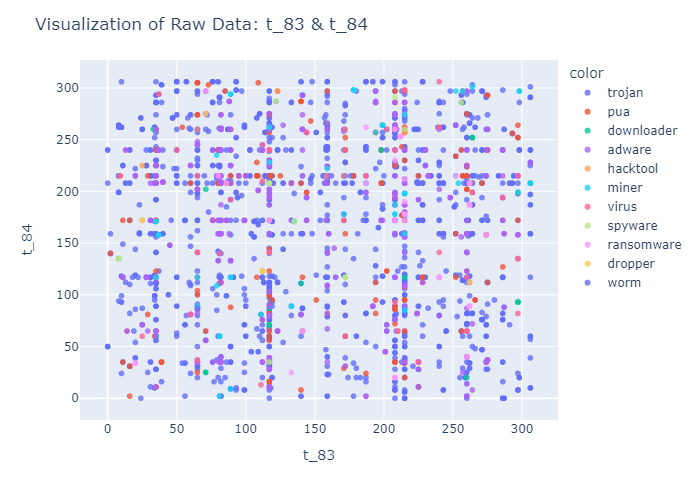 Visualization of Raw Data: t_83 & t_84
color
trojan
pua
downloader
adware
hacktool
miner
virus
spyware
ransomware
dropper
worm
t_84
300
250
200
150
100
50
0
0 50 100 150 200 250 300
t_83